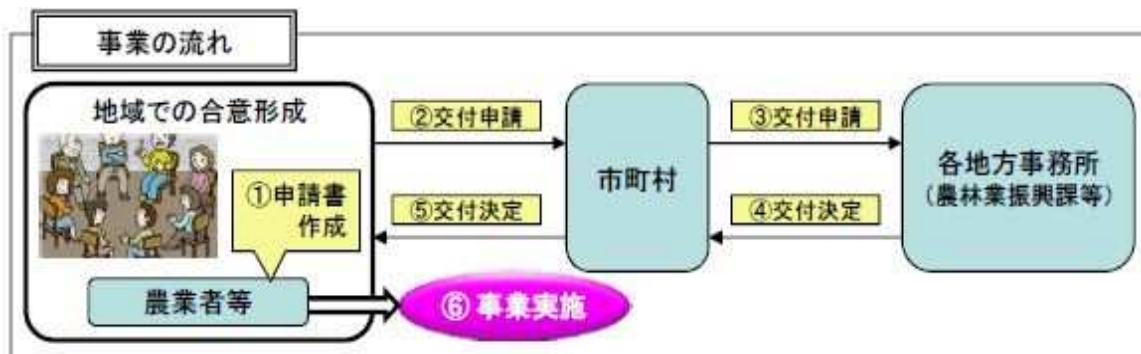 事業の流れ
地域での合意形成
①申請書
作成
農業者等
②交付申請
⑤交付決定
⑥ 事業実施
市町村
③交付申請
④交付決定
各地方事務所
（農林業振興課等）